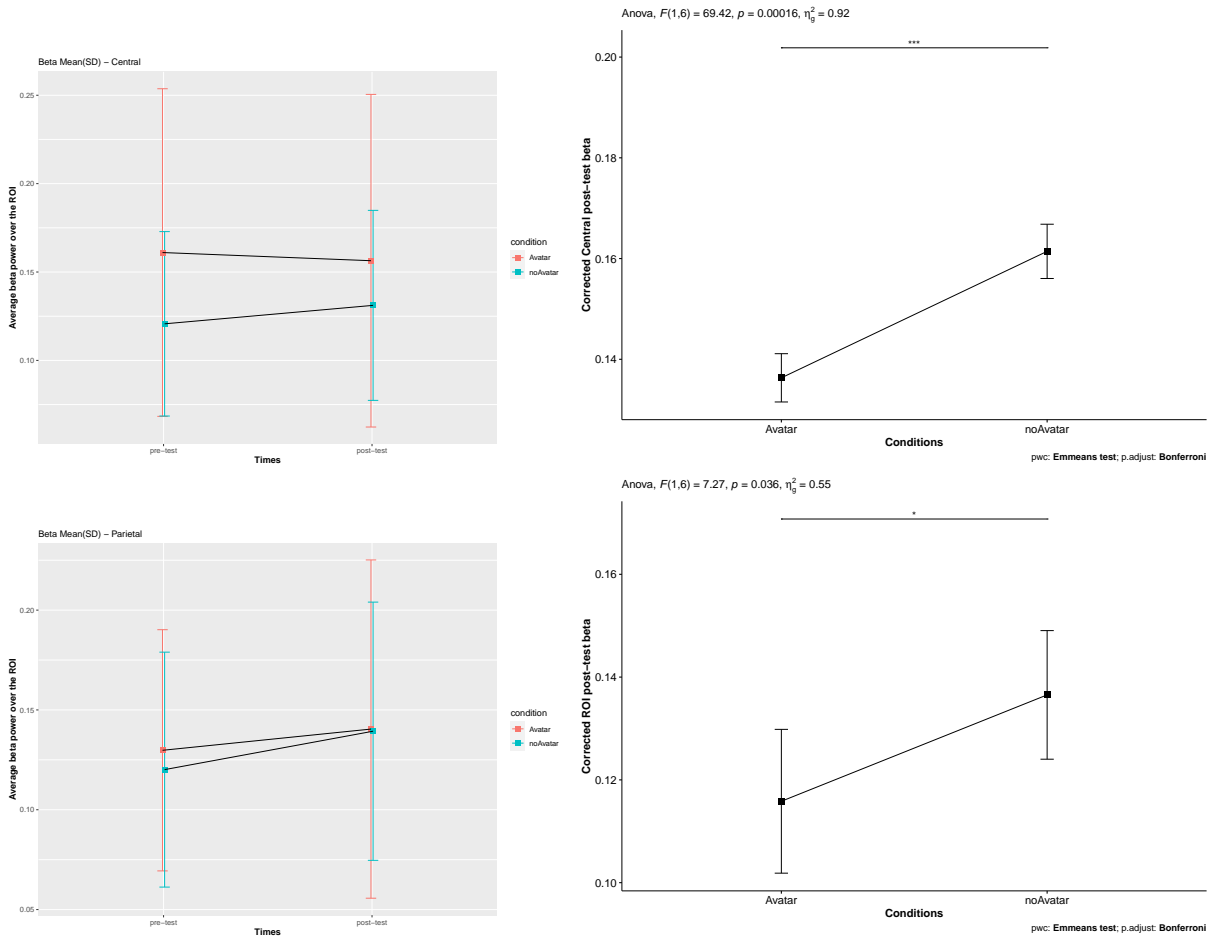 Beta Mean(SD) − Central
Average beta power over the ROI
0.25
0.20
0.15
0.10
pre−test
post−test
Times
condition
Avatar
noAvatar
Anova, F(1,6) = 69.42, p = 0.00016, η²g = 0.92
***
Corrected Central post−test beta
0.20
0.18
0.16
0.14
Avatar
noAvatar
Conditions
pwc: Emmeans test; p.adjust: Bonferroni
Beta Mean(SD) − Parietal
Average beta power over the ROI
0.20
0.15
0.10
0.05
pre−test
post−test
Times
condition
Avatar
noAvatar
Anova, F(1,6) = 7.27, p = 0.036, η²g = 0.55
*
Corrected ROI post−test beta
0.16
0.14
0.12
0.10
Avatar
noAvatar
Conditions
pwc: Emmeans test; p.adjust: Bonferroni